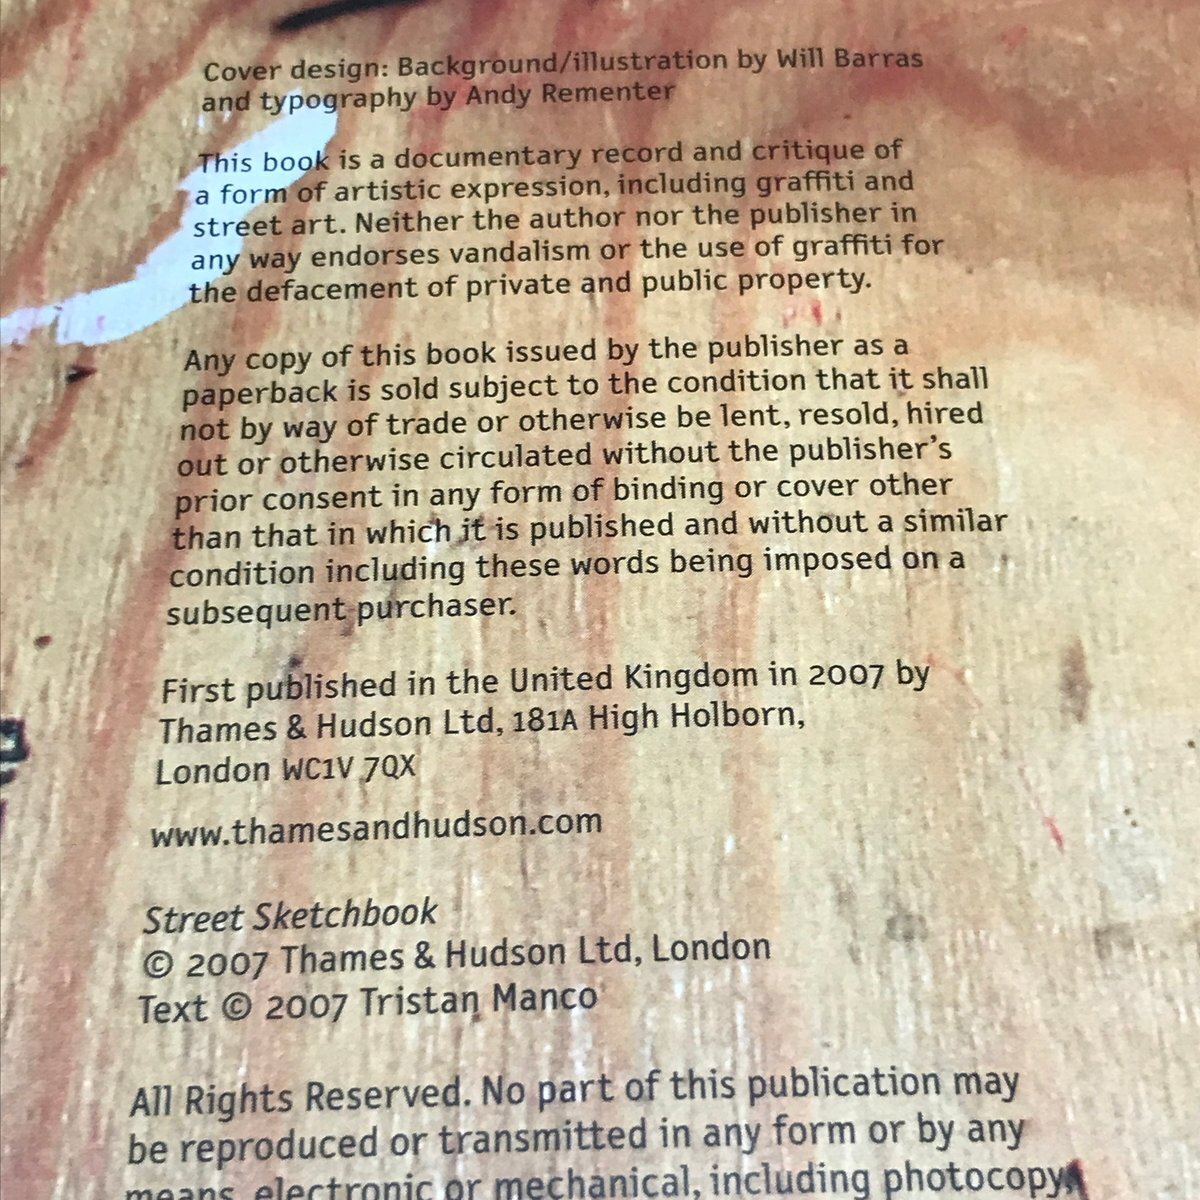 Cover design: Background/illustration by Will Barras
and typography by Andy Rementer
This book is a documentary record and critique of
a form of artistic expression, including graffiti and
street art. Neither the author nor the publisher in
any way endorses vandalism or the use of graffiti for
the defacement of private and public property.
Any copy of this book issued by the publisher as a
paperback is sold subject to the condition that it shall
not by way of trade or otherwise be lent, resold, hired
out or otherwise circulated without the publisher's
prior consent in any form of binding or cover other
than that in which it is published and without a similar
condition including these words being imposed on a
subsequent purchaser.
First published in the United Kingdom in 2007 by
Thames & Hudson Ltd, 181A High Holborn,
London WC1V 7QX
www.thamesandhudson.com
Street Sketchbook
© 2007 Thames & Hudson Ltd, London
Text © 2007 Tristan Manco
All Rights Reserved. No part of this publication may
be reproduced or transmitted in any form or by any
means, electronic or mechanical, including photocopy,